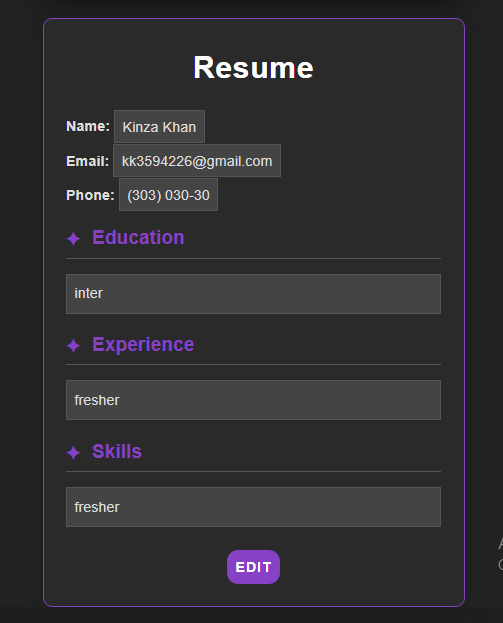 Resume
Name: Kinza Khan
Email: kk3594226@gmail.com
Phone: (303) 030-30
Education
inter
Experience
fresher
Skills
fresher
EDIT